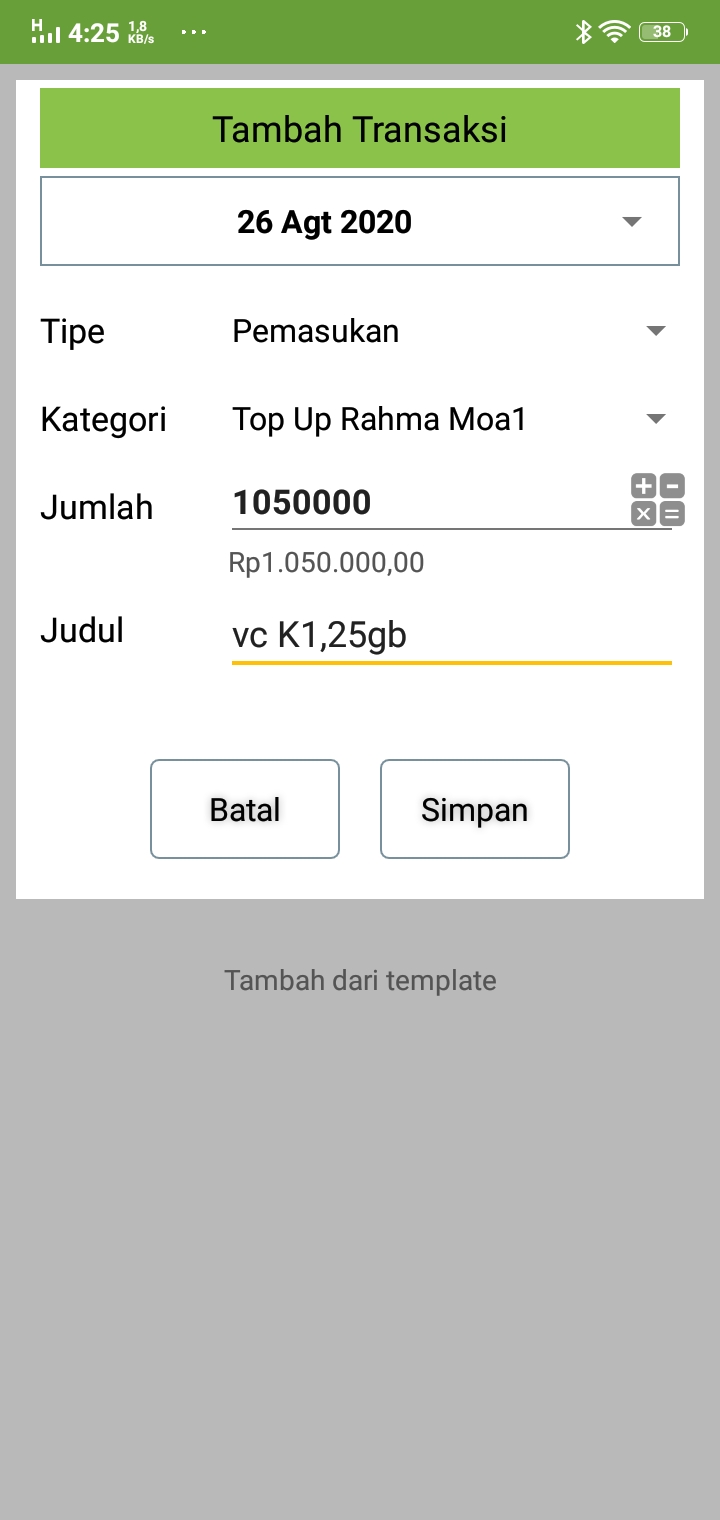 H 4:25 1,8 KB/s ... 38
Tambah Transaksi
26 Agt 2020
Tipe Pemasukan
Kategori Top Up Rahma Moa1
Jumlah 1050000
Rp1.050.000,00
Judul vc K1,25gb
Batal Simpan
Tambah dari template